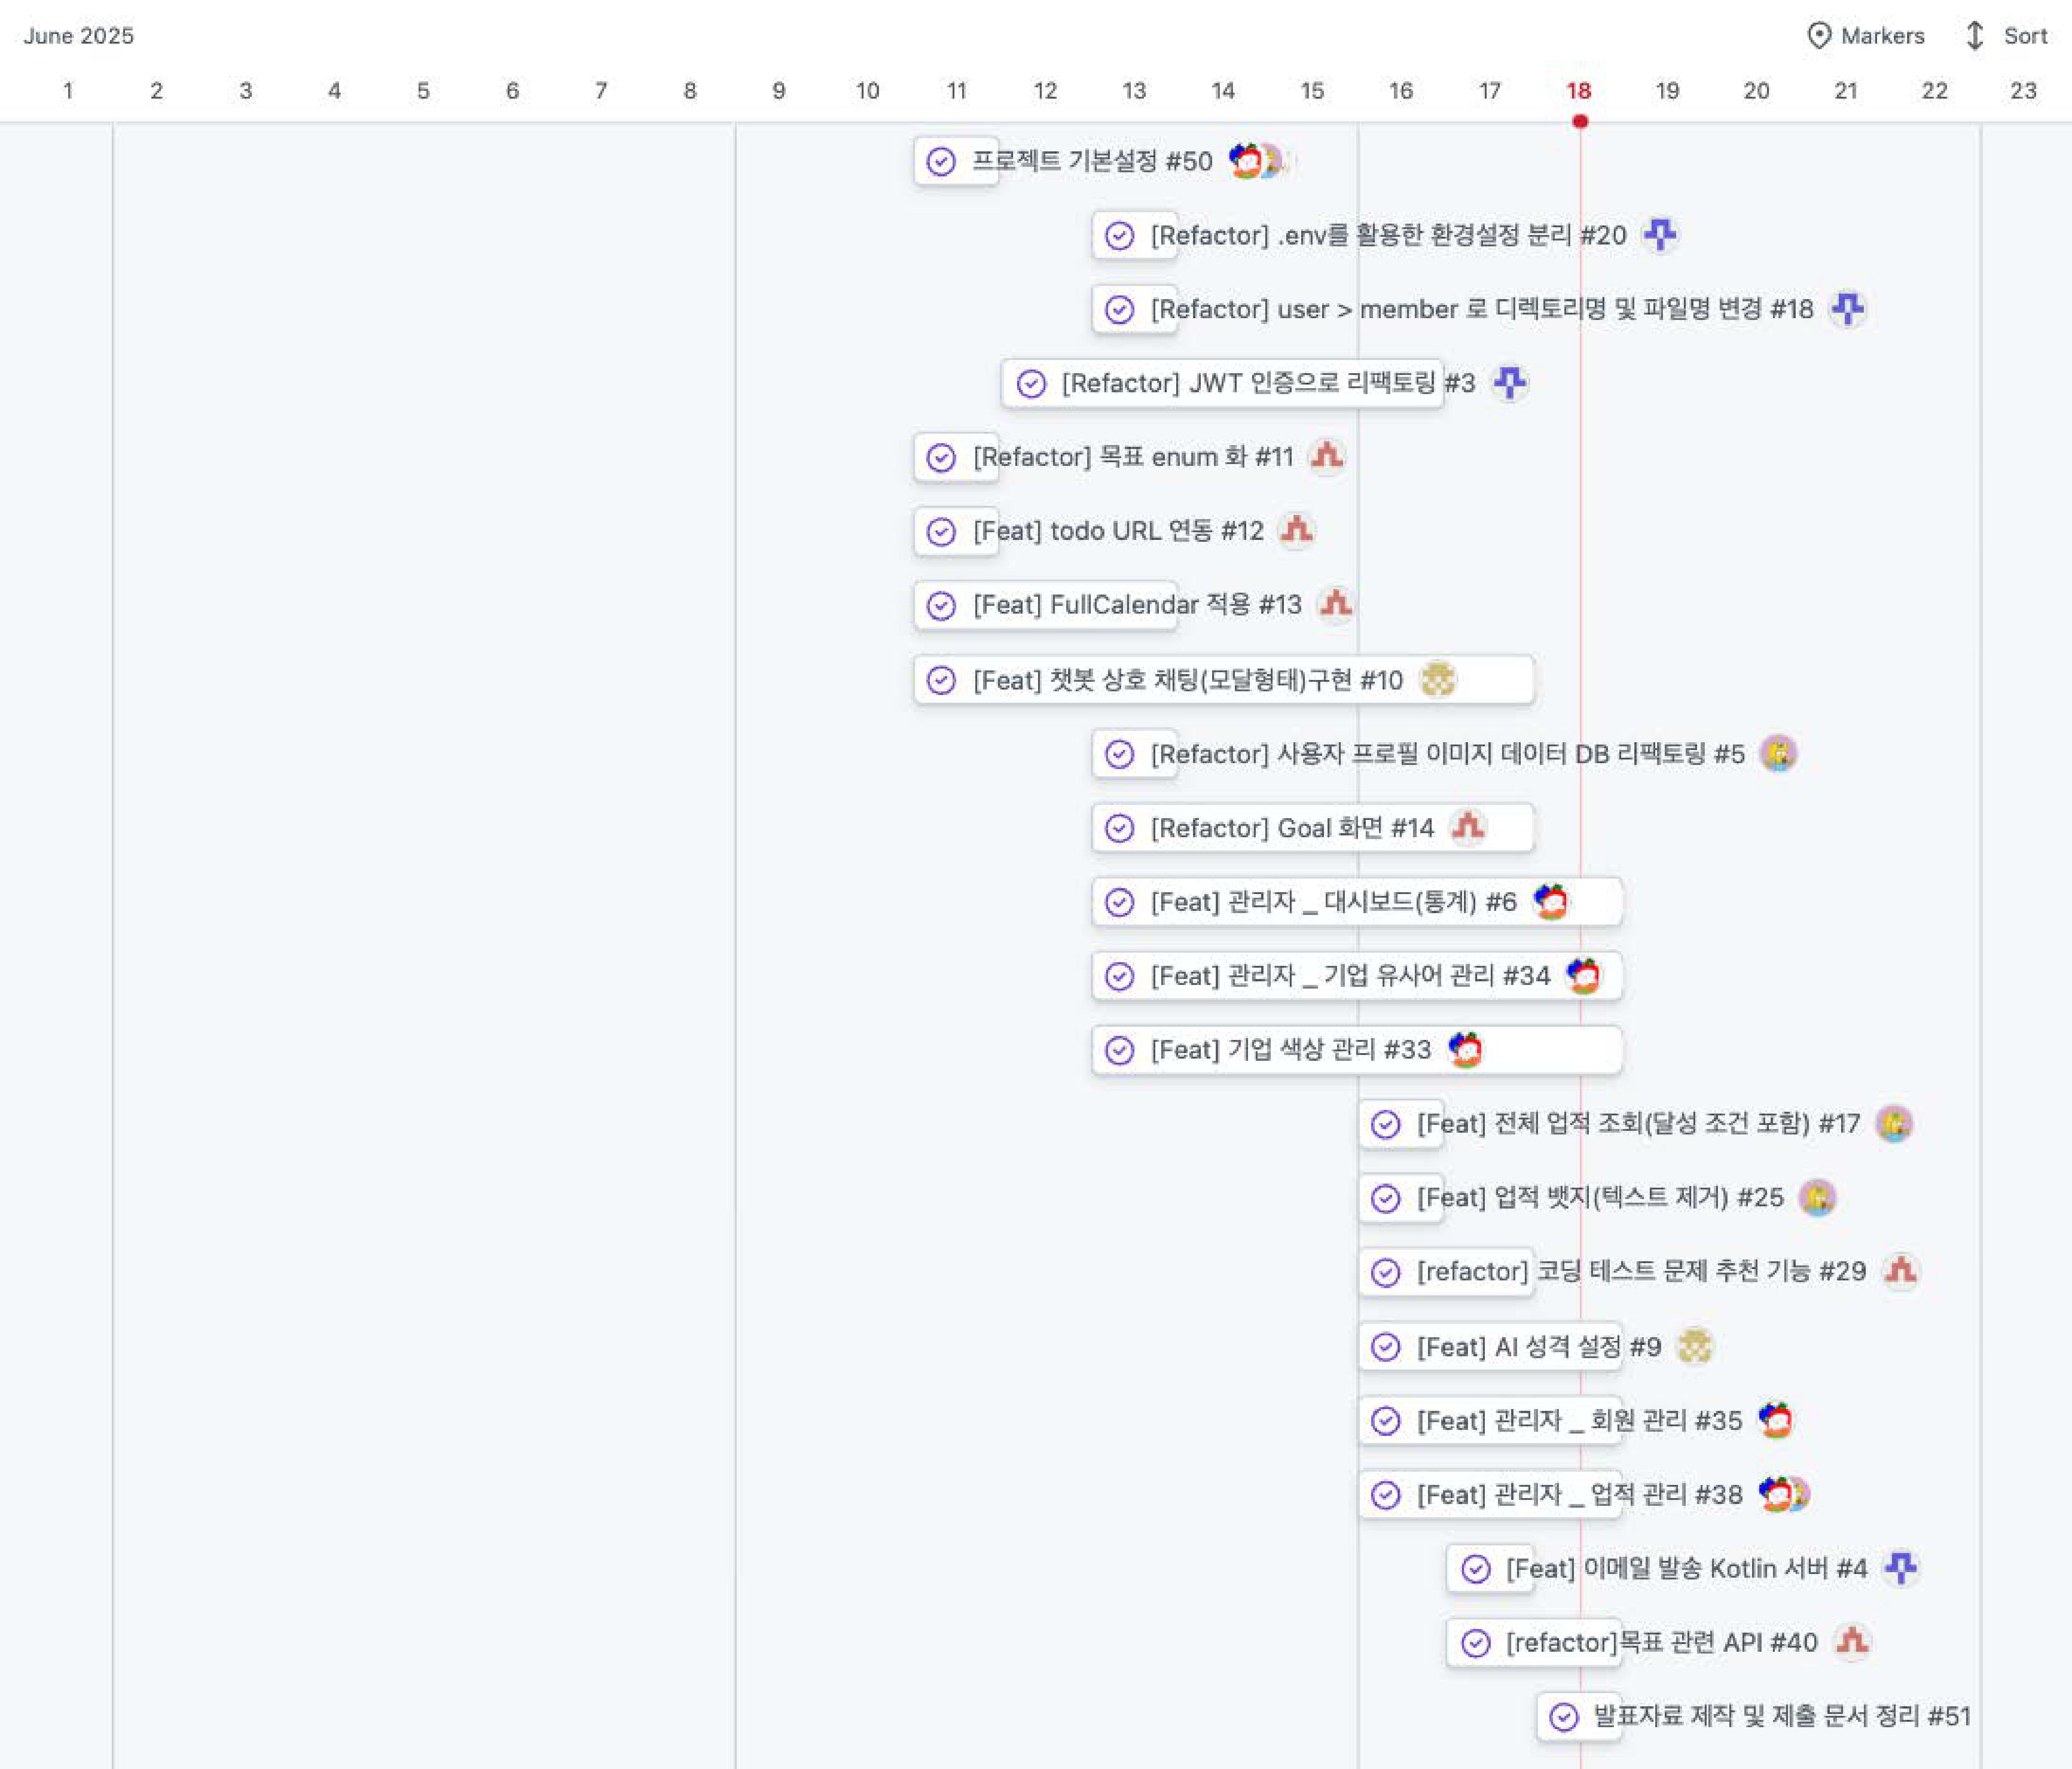 June 2025 Markers Sort
1 2 3 4 5 6 7 8 9 10 11 12 13 14 15 16 17 18 19 20 21 22 23
프로젝트 기본설정 #50
[Refactor] .env를 활용한 환경설정 분리 #20
[Refactor] user > member 로 디렉토리명 및 파일명 변경 #18
[Refactor] JWT 인증으로 리팩토링 #3
[Refactor] 목표 enum 화 #11
[Feat] todo URL 연동 #12
[Feat] FullCalendar 적용 #13
[Feat] 챗봇 상호 채팅(모달형태)구현 #10
[Refactor] 사용자 프로필 이미지 데이터 DB 리팩토링 #5
[Refactor] Goal 화면 #14
[Feat] 관리자 _ 대시보드(통계) #6
[Feat] 관리자 _ 기업 유사어 관리 #34
[Feat] 기업 색상 관리 #33
[Feat] 전체 업적 조회(달성 조건 포함) #17
[Feat] 업적 뱃지(텍스트 제거) #25
[refactor] 코딩 테스트 문제 추천 기능 #29
[Feat] AI 성격 설정 #9
[Feat] 관리자 _ 회원 관리 #35
[Feat] 관리자 _ 업적 관리 #38
[Feat] 이메일 발송 Kotlin 서버 #4
[refactor]목표 관련 API #40
발표자료 제작 및 제출 문서 정리 #51